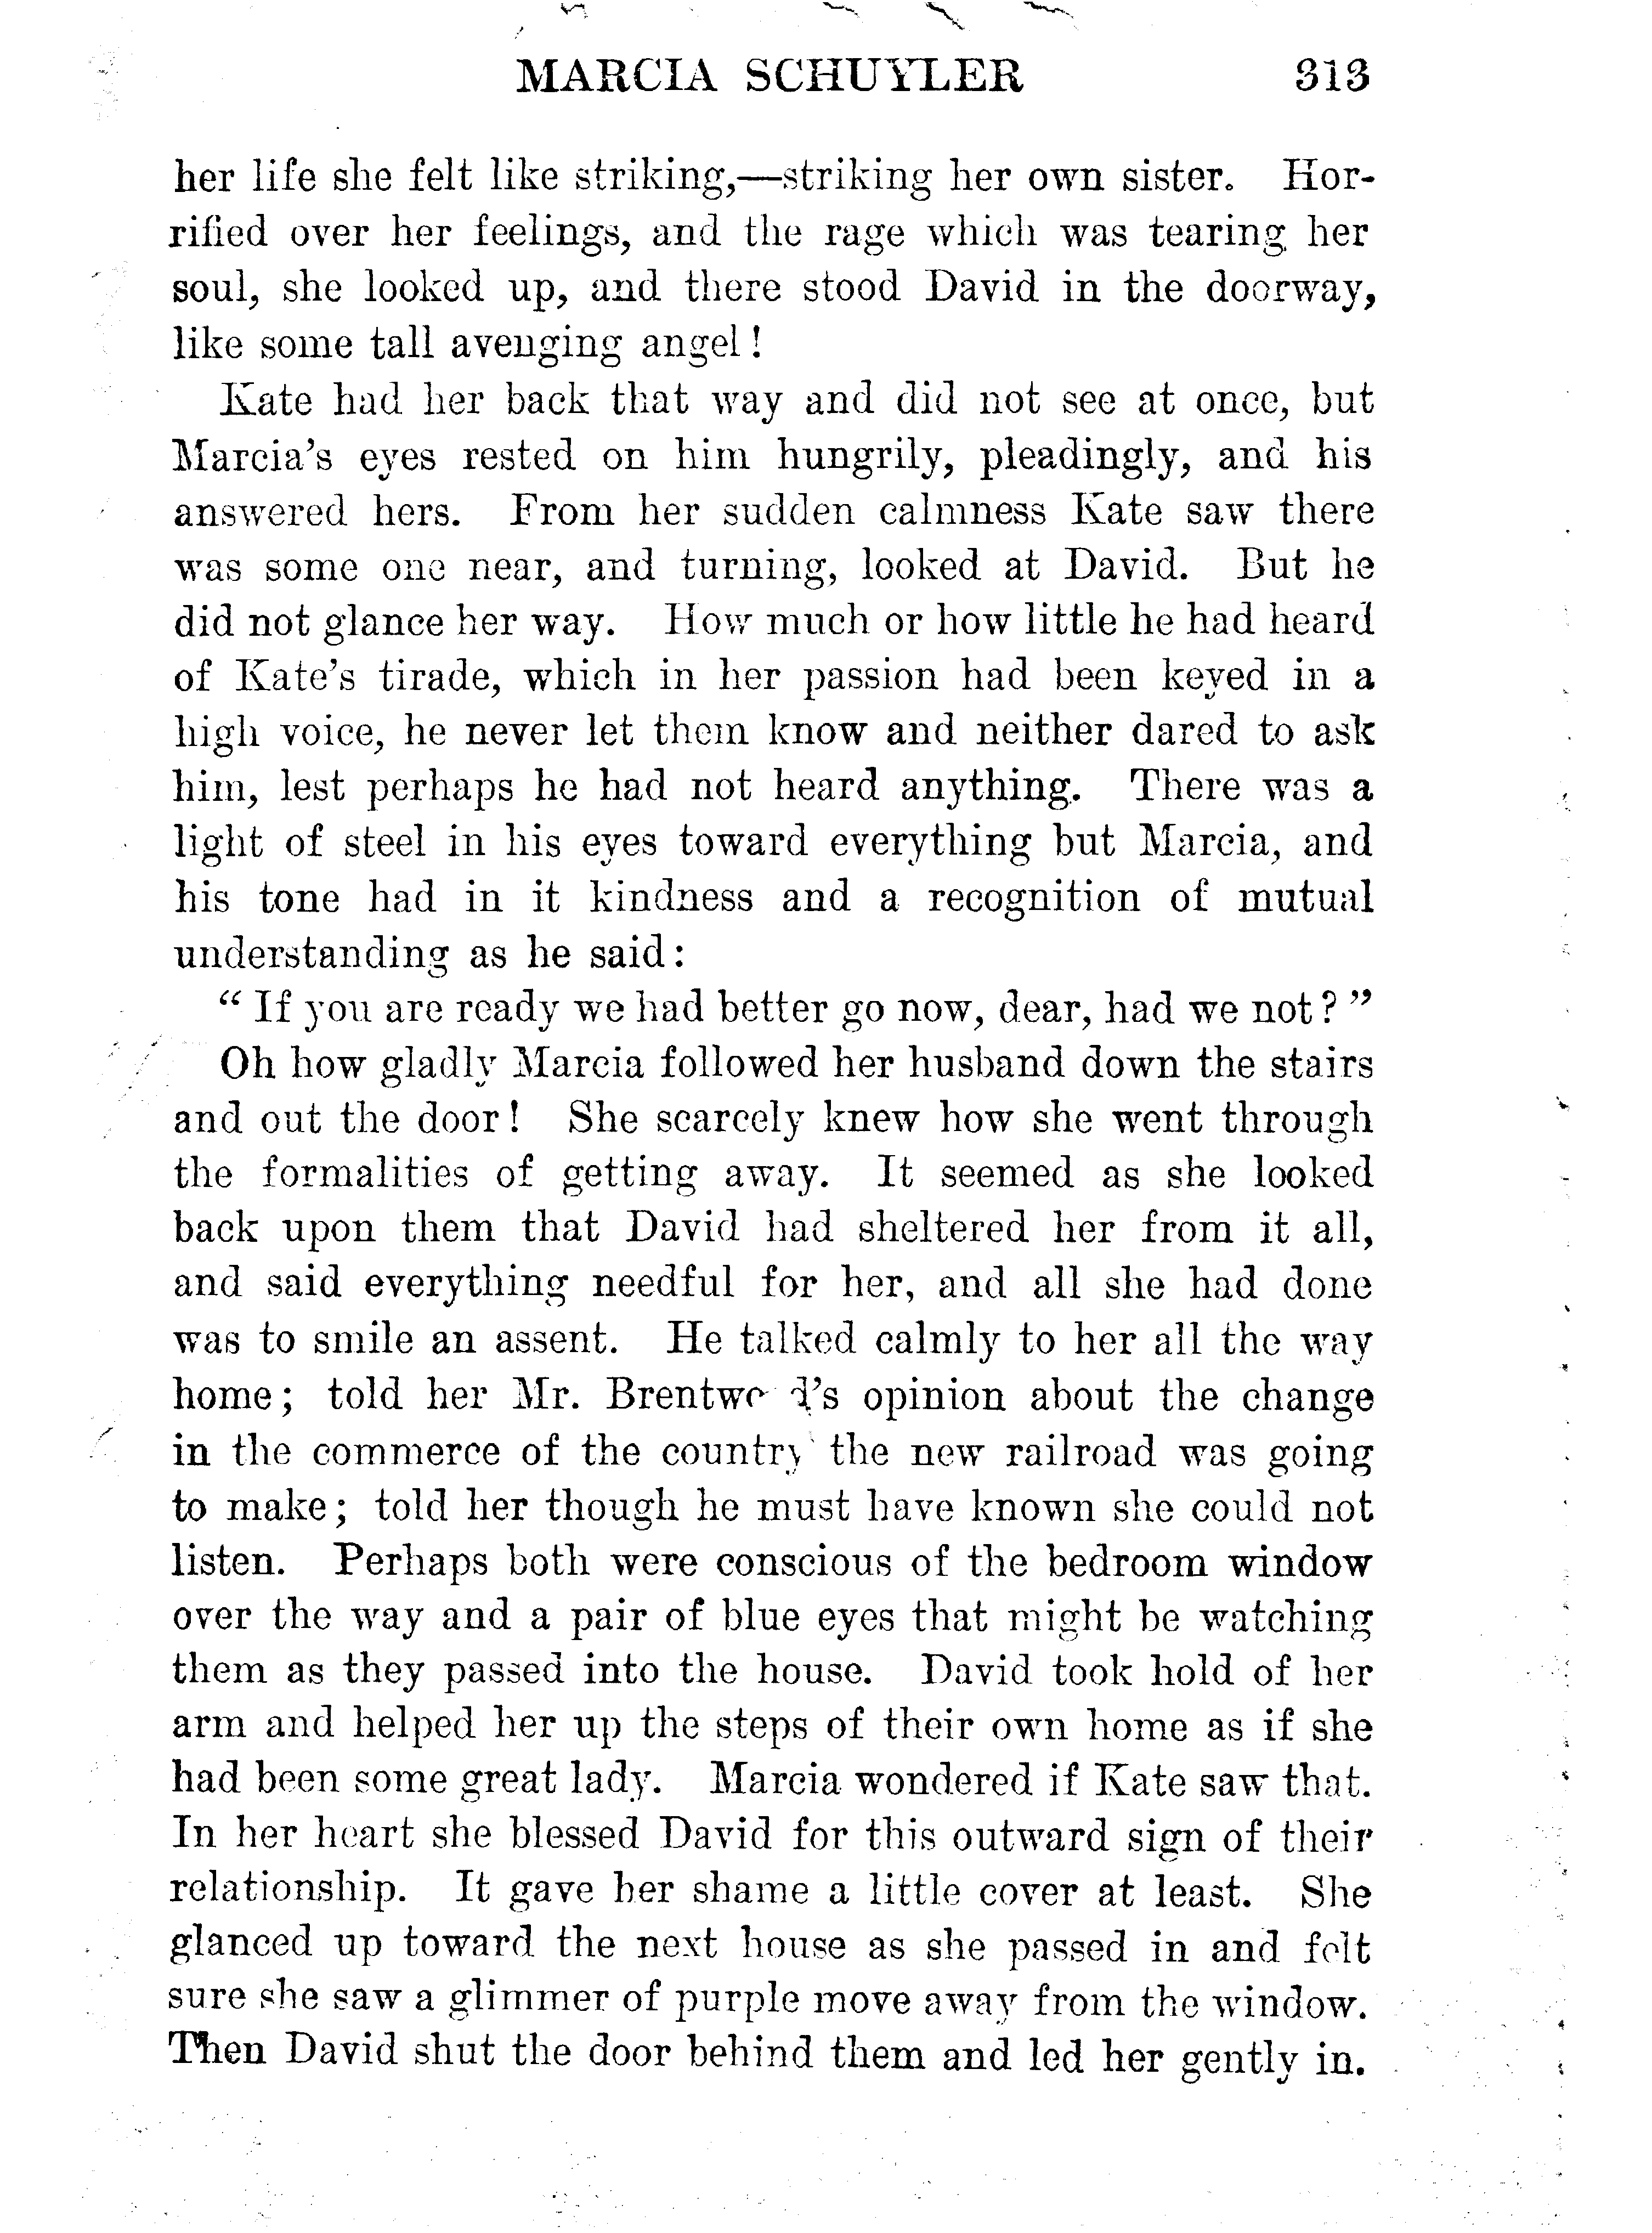 MARCIA SCHUYLER 313
her life she felt like striking,—striking her own sister. Hor-
rified over her feelings, and the rage which was tearing her
soul, she looked up, and there stood David in the doorway,
like some tall avenging angel!
Kate had her back that way and did not see at once, but
Marcia's eyes rested on him hungrily, pleadingly, and his
answered hers. From her sudden calmness Kate saw there
was some one near, and turning, looked at David. But he
did not glance her way. How much or how little he had heard
of Kate's tirade, which in her passion had been keyed in a
high voice, he never let them know and neither dared to ask
him, lest perhaps he had not heard anything. There was a
light of steel in his eyes toward everything but Marcia, and
his tone had in it kindness and a recognition of mutual
understanding as he said:
"If you are ready we had better go now, dear, had we not?"
Oh how gladly Marcia followed her husband down the stairs
and out the door! She scarcely knew how she went through
the formalities of getting away. It seemed as she looked
back upon them that David had sheltered her from it all,
and said everything needful for her, and all she had done
was to smile an assent. He talked calmly to her all the way
home; told her Mr. Brentwood's opinion about the change
in the commerce of the country the new railroad was going
to make; told her though he must have known she could not
listen. Perhaps both were conscious of the bedroom window
over the way and a pair of blue eyes that might be watching
them as they passed into the house. David took hold of her
arm and helped her up the steps of their own home as if she
had been some great lady. Marcia wondered if Kate saw that.
In her heart she blessed David for this outward sign of their
relationship. It gave her shame a little cover at least. She
glanced up toward the next house as she passed in and felt
sure she saw a glimmer of purple move away from the window.
Then David shut the door behind them and led her gently in.